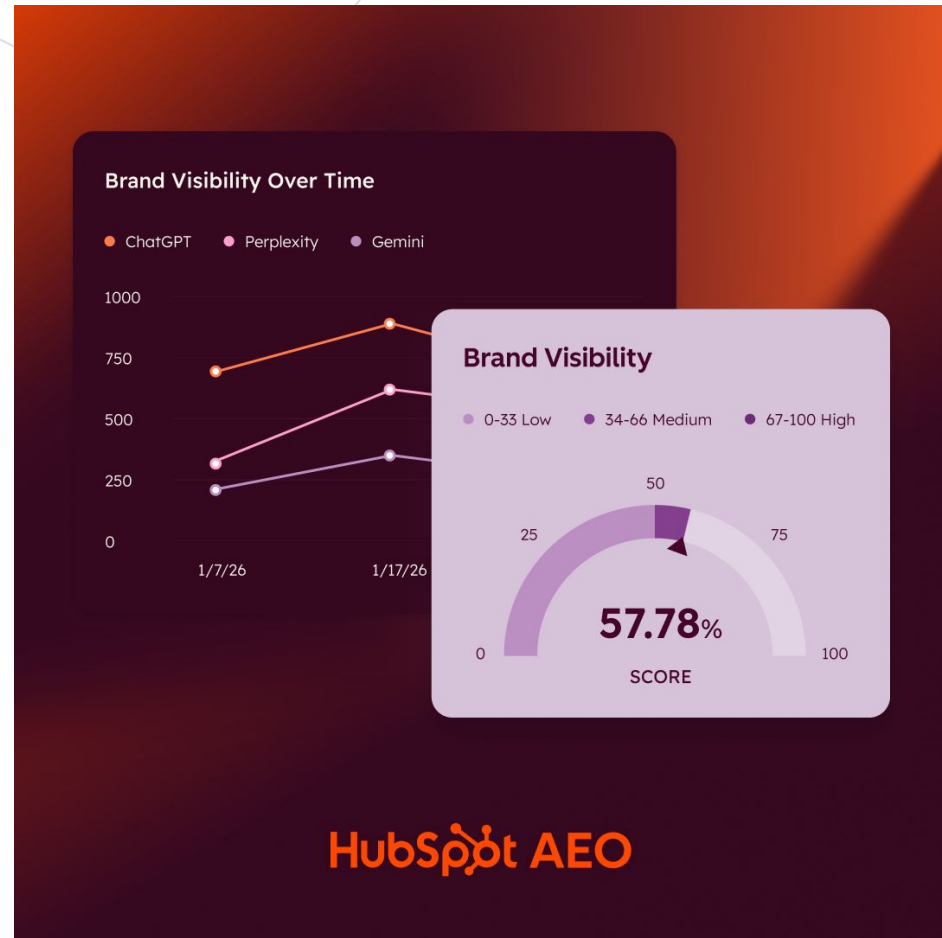 Brand Visibility Over Time
ChatGPT Perplexity Gemini
1000
750
500
250
0
1/7/26 1/17/26
Brand Visibility
0-33 Low 34-66 Medium 67-100 High
50
25 75
57.78%
0 100
SCORE
HubSpot AEO